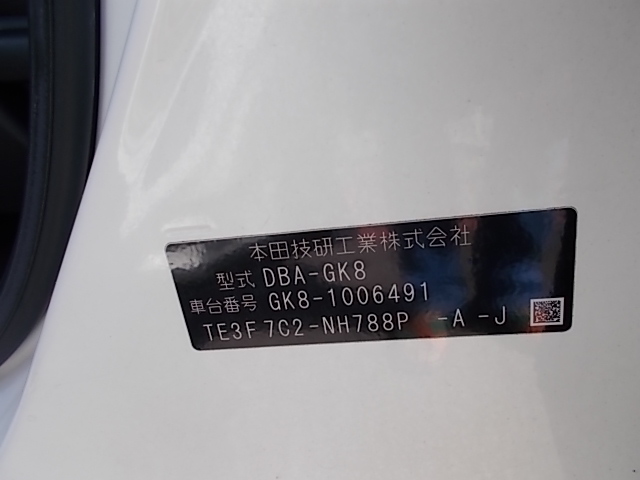 本田技研工業株式会社
型式 DBA-GK8
車台番号 GK8-1006491
TE3F7C2-NH788P -A-J